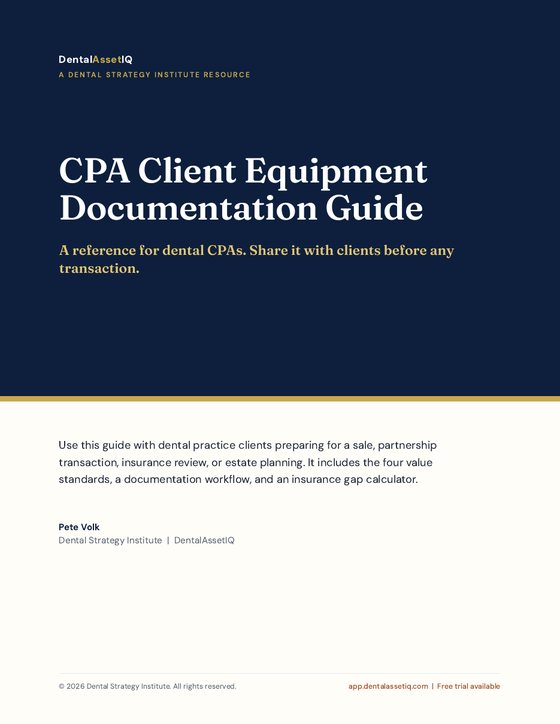 DentalAssetIQ
A DENTAL STRATEGY INSTITUTE RESOURCE
CPA Client Equipment
Documentation Guide
A reference for dental CPAs. Share it with clients before any
transaction.
Use this guide with dental practice clients preparing for a sale, partnership
transaction, insurance review, or estate planning. It includes the four value
standards, a documentation workflow, and an insurance gap calculator.
Pete Volk
Dental Strategy Institute | DentalAssetIQ
© 2026 Dental Strategy Institute. All rights reserved.
app.dentalassetiq.com | Free trial available